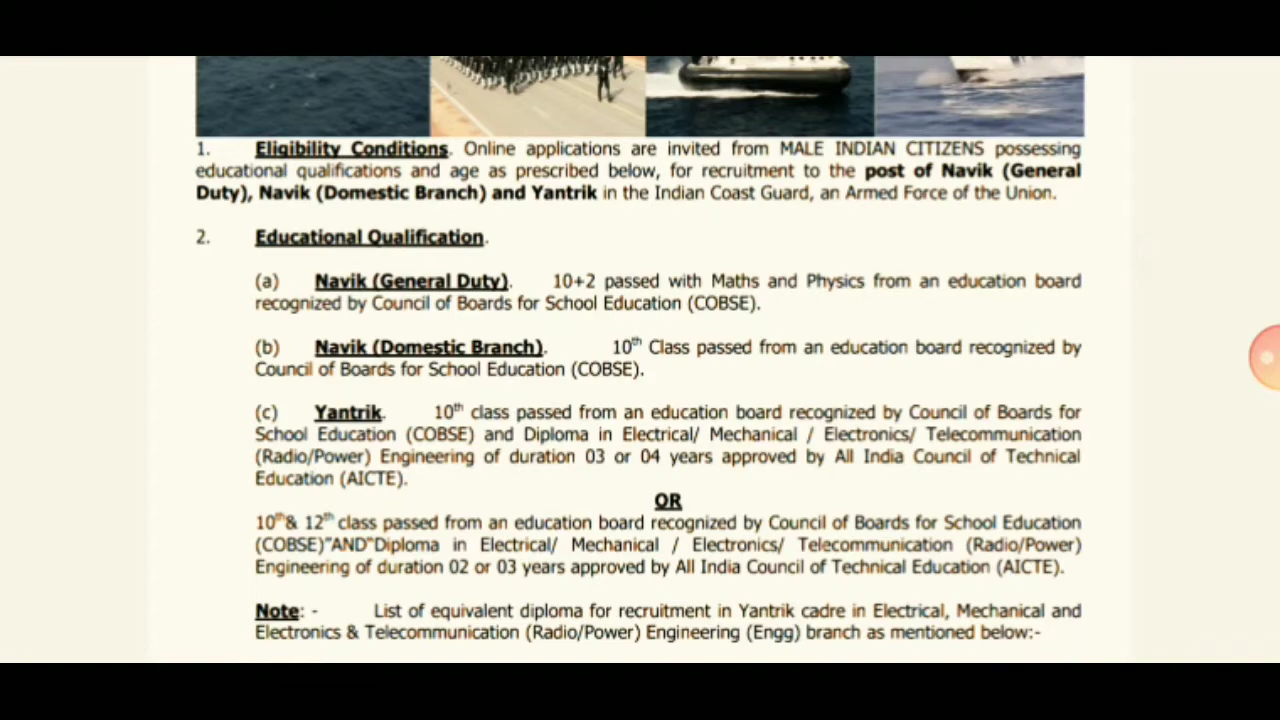 1. Eligibility Conditions. Online applications are invited from MALE INDIAN CITIZENS possessing
educational qualifications and age as prescribed below, for recruitment to the post of Navik (General
Duty), Navik (Domestic Branch) and Yantrik in the Indian Coast Guard, an Armed Force of the Union.
2. Educational Qualification.
(a) Navik (General Duty). 10+2 passed with Maths and Physics from an education board
recognized by Council of Boards for School Education (COBSE).
(b) Navik (Domestic Branch). 10th Class passed from an education board recognized by
Council of Boards for School Education (COBSE).
(c) Yantrik. 10th class passed from an education board recognized by Council of Boards for
School Education (COBSE) and Diploma in Electrical/ Mechanical / Electronics/ Telecommunication
(Radio/Power) Engineering of duration 03 or 04 years approved by All India Council of Technical
Education (AICTE).
OR
10th& 12th class passed from an education board recognized by Council of Boards for School Education
(COBSE)"AND"Diploma in Electrical/ Mechanical / Electronics/ Telecommunication (Radio/Power)
Engineering of duration 02 or 03 years approved by All India Council of Technical Education (AICTE).
Note: - List of equivalent diploma for recruitment in Yantrik cadre in Electrical, Mechanical and
Electronics & Telecommunication (Radio/Power) Engineering (Engg) branch as mentioned below:-